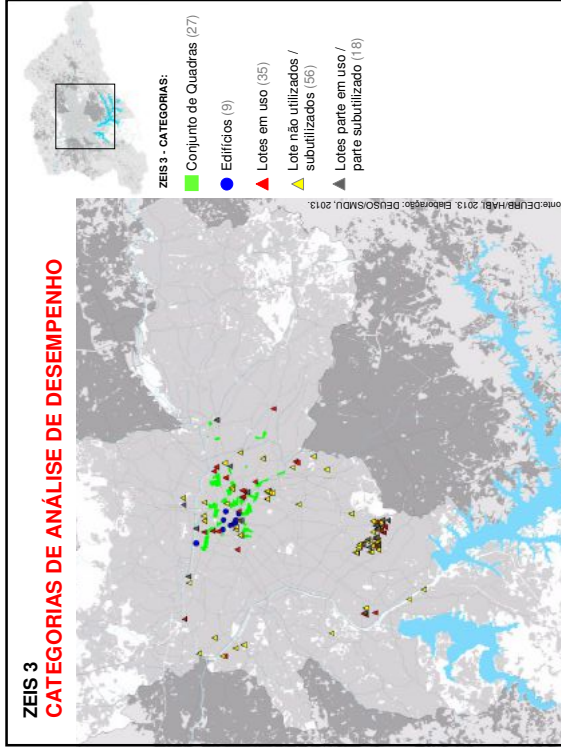 ZEIS 3
CATEGORIAS DE ANÁLISE DE DESEMPENHO
ZEIS 3 - CATEGORIAS:
Conjunto de Quadras (27)
Edifícios (9)
Lotes em uso (35)
Lote não utilizados /
subutilizados (56)
Lotes parte em uso /
parte subutilizado (18)
onte:DEURB/HABI, 2013. Elaboração: DEUSO/SMDU, 2013.